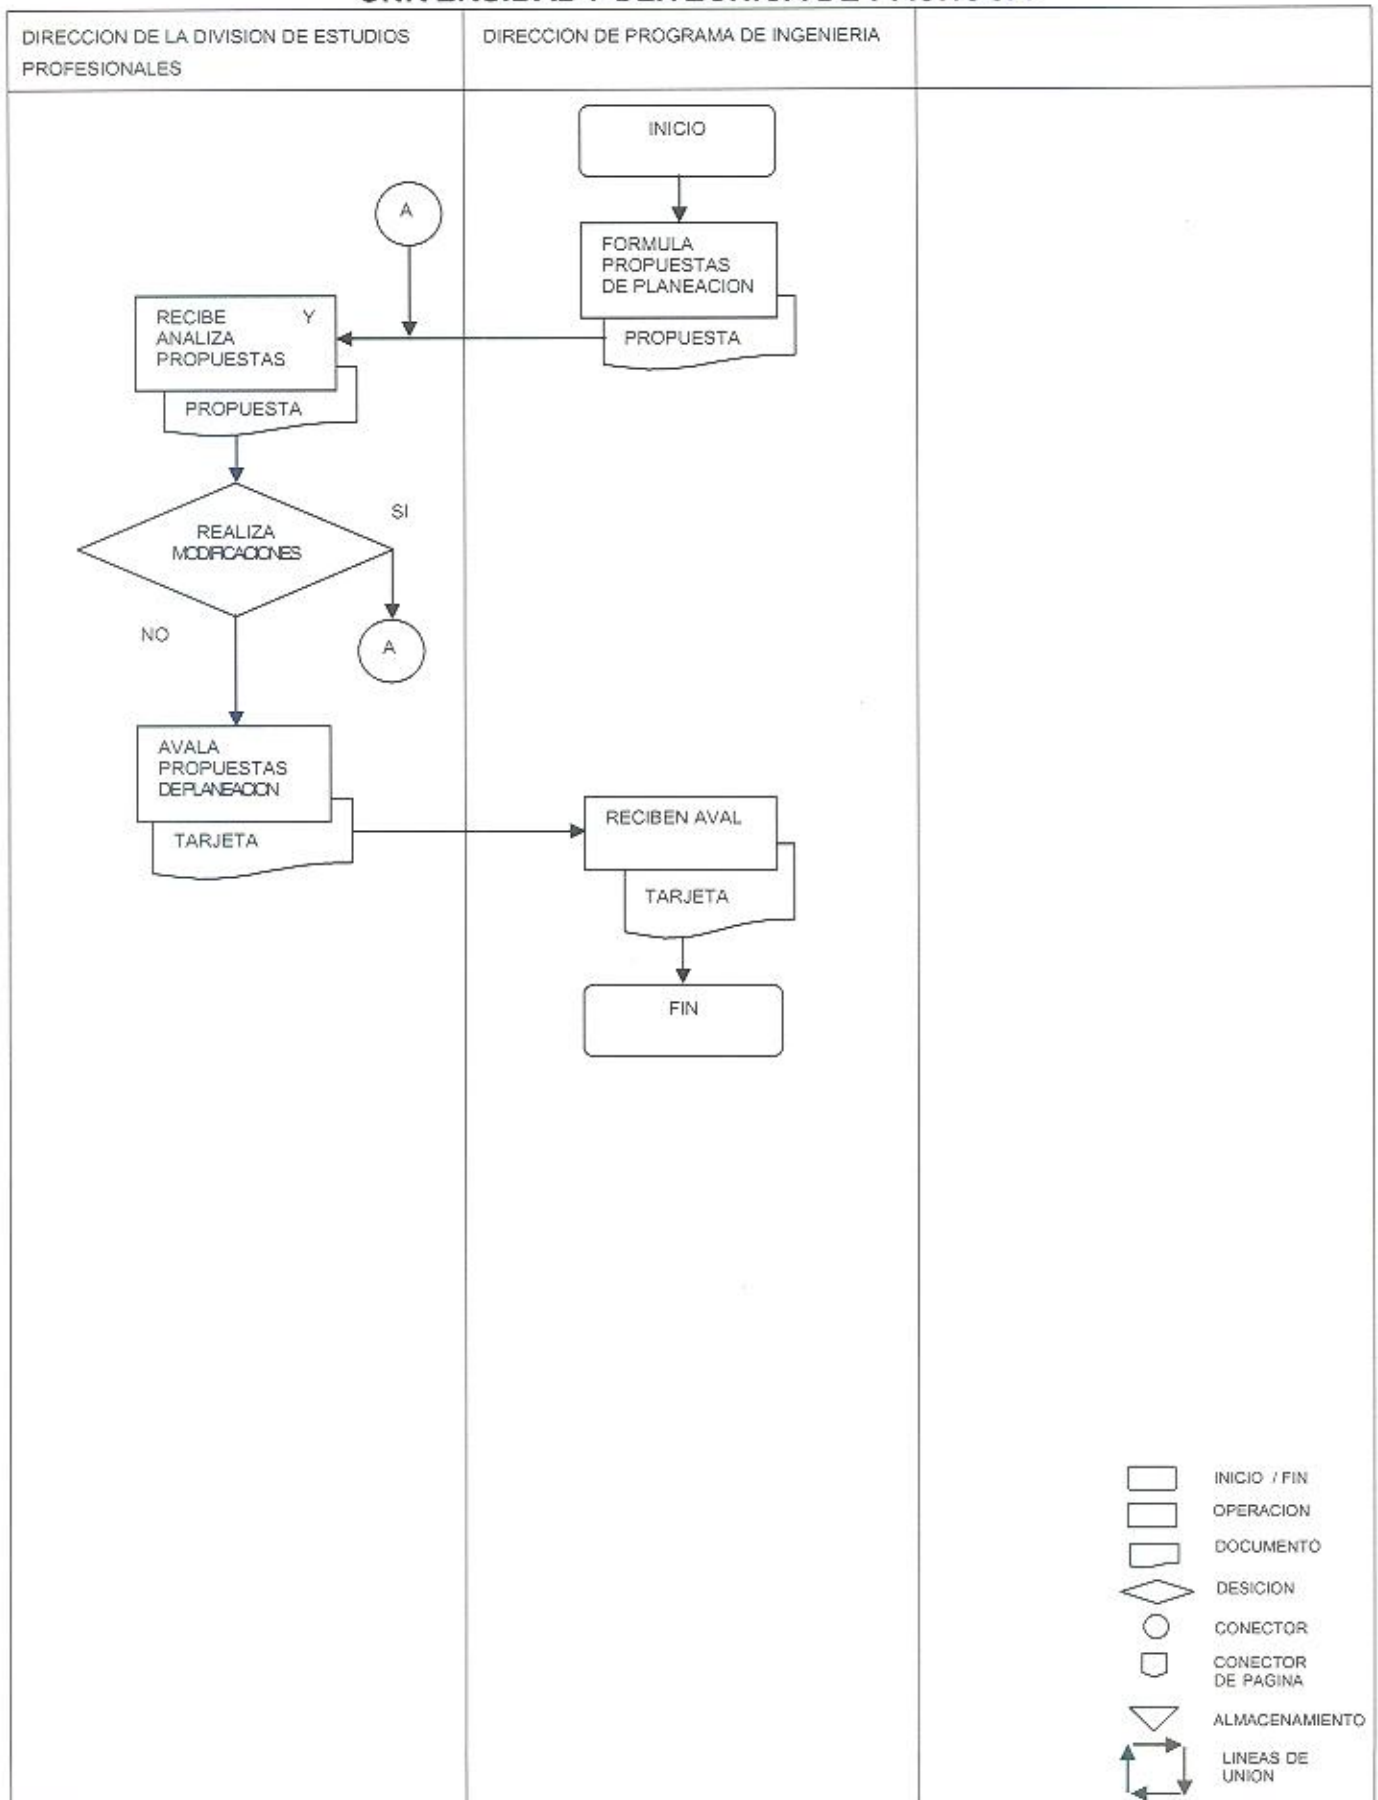 DIRECCION DE LA DIVISION DE ESTUDIOS
PROFESIONALES
DIRECCION DE PROGRAMA DE INGENIERIA
INICIO
A
FORMULA
PROPUESTAS
DE PLANEACION
PROPUESTA
RECIBE Y
ANALIZA
PROPUESTAS
PROPUESTA
REALIZA
MODIFICACIONES
SI
NO
A
AVALA
PROPUESTAS
DE PLANEACION
TARJETA
RECIBEN AVAL
TARJETA
FIN
INICIO / FIN
OPERACION
DOCUMENTO
DESICION
CONECTOR
CONECTOR
DE PAGINA
ALMACENAMIENTO
LINEAS DE
UNION